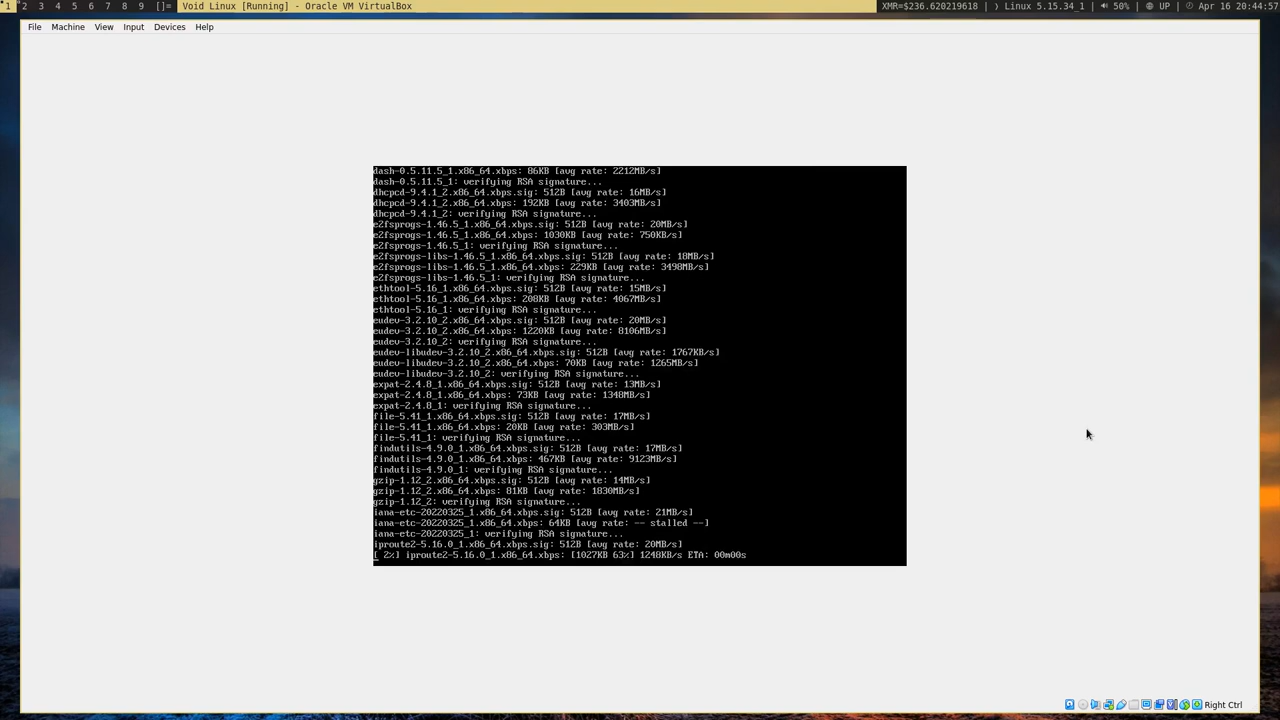 1 2 3 4 5 6 7 8 9 []= Void Linux [Running] - Oracle VM VirtualBox XMR=$236.620219618 | ❭ Linux 5.15.34_1 | 50% | UP | Apr 16 20:44:57
File Machine View Input Devices Help
dash-0.5.11.5_1.x86_64.xbps: 86KB [avg rate: 2212MB/s]
dash-0.5.11.5_1: verifying RSA signature...
dhcpcd-9.4.1_2.x86_64.xbps.sig: 512B [avg rate: 16MB/s]
dhcpcd-9.4.1_2.x86_64.xbps: 192KB [avg rate: 3403MB/s]
dhcpcd-9.4.1_2: verifying RSA signature...
e2fsprogs-1.46.5_1.x86_64.xbps.sig: 512B [avg rate: 20MB/s]
e2fsprogs-1.46.5_1.x86_64.xbps: 1030KB [avg rate: 750KB/s]
e2fsprogs-1.46.5_1: verifying RSA signature...
e2fsprogs-libs-1.46.5_1.x86_64.xbps.sig: 512B [avg rate: 18MB/s]
e2fsprogs-libs-1.46.5_1.x86_64.xbps: 229KB [avg rate: 3498MB/s]
e2fsprogs-libs-1.46.5_1: verifying RSA signature...
ethtool-5.16_1.x86_64.xbps.sig: 512B [avg rate: 15MB/s]
ethtool-5.16_1.x86_64.xbps: 208KB [avg rate: 4067MB/s]
ethtool-5.16_1: verifying RSA signature...
eudev-3.2.10_2.x86_64.xbps.sig: 512B [avg rate: 20MB/s]
eudev-3.2.10_2.x86_64.xbps: 1220KB [avg rate: 8106MB/s]
eudev-3.2.10_2: verifying RSA signature...
eudev-libudev-3.2.10_2.x86_64.xbps.sig: 512B [avg rate: 1767KB/s]
eudev-libudev-3.2.10_2.x86_64.xbps: 70KB [avg rate: 1265MB/s]
eudev-libudev-3.2.10_2: verifying RSA signature...
expat-2.4.8_1.x86_64.xbps.sig: 512B [avg rate: 13MB/s]
expat-2.4.8_1.x86_64.xbps: 73KB [avg rate: 1348MB/s]
expat-2.4.8_1: verifying RSA signature...
file-5.41_1.x86_64.xbps.sig: 512B [avg rate: 17MB/s]
file-5.41_1.x86_64.xbps: 20KB [avg rate: 303MB/s]
file-5.41_1: verifying RSA signature...
findutils-4.9.0_1.x86_64.xbps.sig: 512B [avg rate: 17MB/s]
findutils-4.9.0_1.x86_64.xbps: 467KB [avg rate: 9123MB/s]
findutils-4.9.0_1: verifying RSA signature...
gzip-1.12_2.x86_64.xbps.sig: 512B [avg rate: 14MB/s]
gzip-1.12_2.x86_64.xbps: 81KB [avg rate: 1830MB/s]
gzip-1.12_2: verifying RSA signature...
iana-etc-20220325_1.x86_64.xbps.sig: 512B [avg rate: 21MB/s]
iana-etc-20220325_1.x86_64.xbps: 64KB [avg rate: -- stalled --]
iana-etc-20220325_1: verifying RSA signature...
iproute2-5.16.0_1.x86_64.xbps.sig: 512B [avg rate: 20MB/s]
[ 2%] iproute2-5.16.0_1.x86_64.xbps: [1027KB 63%] 1248KB/s ETA: 00m00s
Right Ctrl